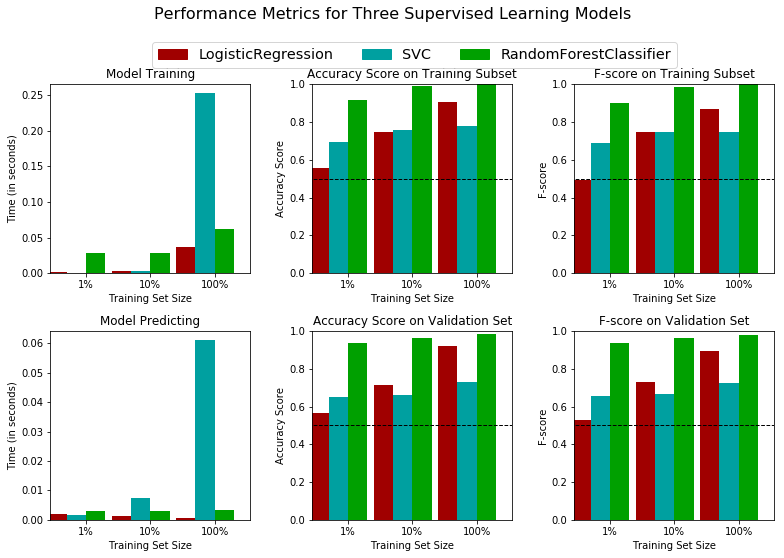 Performance Metrics for Three Supervised Learning Models
LogisticRegression SVC RandomForestClassifier
Model Training
Time (in seconds)
0.25
0.20
0.15
0.10
0.05
0.00
1% 10% 100%
Training Set Size
Accuracy Score on Training Subset
Accuracy Score
1.0
0.8
0.6
0.4
0.2
0.0
1% 10% 100%
Training Set Size
F-score on Training Subset
F-score
1.0
0.8
0.6
0.4
0.2
0.0
1% 10% 100%
Training Set Size
Model Predicting
Time (in seconds)
0.06
0.05
0.04
0.03
0.02
0.01
0.00
1% 10% 100%
Training Set Size
Accuracy Score on Validation Set
Accuracy Score
1.0
0.8
0.6
0.4
0.2
0.0
1% 10% 100%
Training Set Size
F-score on Validation Set
F-score
1.0
0.8
0.6
0.4
0.2
0.0
1% 10% 100%
Training Set Size